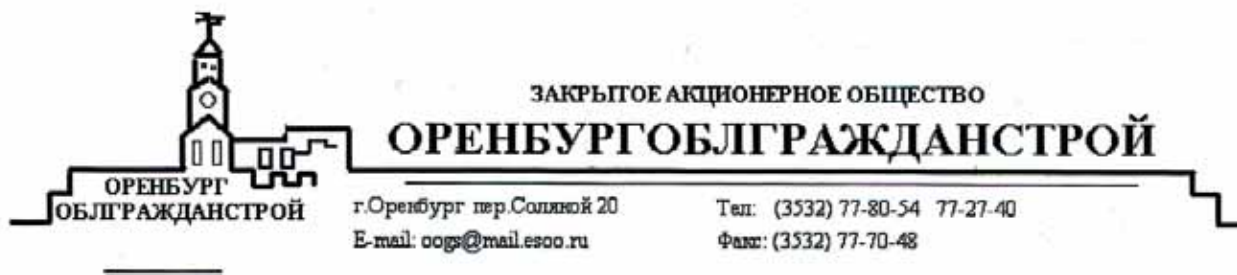 ЗАКРЫТОЕ АКЦИОНЕРНОЕ ОБЩЕСТВО
ОРЕНБУРГОБЛГРАЖДАНСТРОЙ
ОРЕНБУРГ
ОБЛГРАЖДАНСТРОЙ
г.Оренбург пер.Соляной 20
Тел: (3532) 77-80-54 77-27-40
E-mail: oogs@mail.esoo.ru
Факс: (3532) 77-70-48